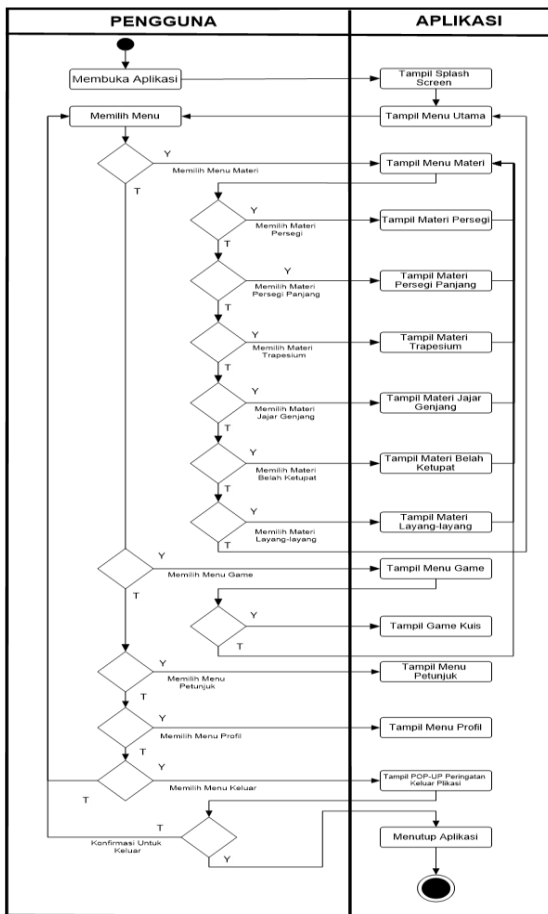 PENGGUNA
APLIKASI
Membuka Aplikasi
Tampil Splash
Screen
Memilih Menu
Tampil Menu Utama
Y
Memilih Menu Materi
T
Tampil Menu Materi
Y
Memilih Materi
Persegi
T
Tampil Materi Persegi
Y
Memilih Materi
Persegi Panjang
T
Tampil Materi
Persegi Panjang
Y
Memilih Materi
Trapesium
T
Tampil Materi
Trapesium
Y
Memilih Materi
Jajar Genjang
T
Tampil Materi Jajar
Genjang
Y
Memilih Materi
Belah Ketupat
T
Tampil Materi Belah
Ketupat
Y
Memilih Materi
Layang-layang
T
Tampil Materi
Layang-layang
Y
Memilih Menu Game
T
Tampil Menu Game
Y
T
Tampil Game Kuis
Y
Memilih Menu
Petunjuk
T
Tampil Menu
Petunjuk
Y
Memilih Menu Profil
T
Tampil Menu Profil
Y
Memilih Menu Keluar
T
Tampil POP-UP Peringatan
Keluar Plikasi
T
Konfirmasi Untuk
Keluar
Y
Menutup Aplikasi